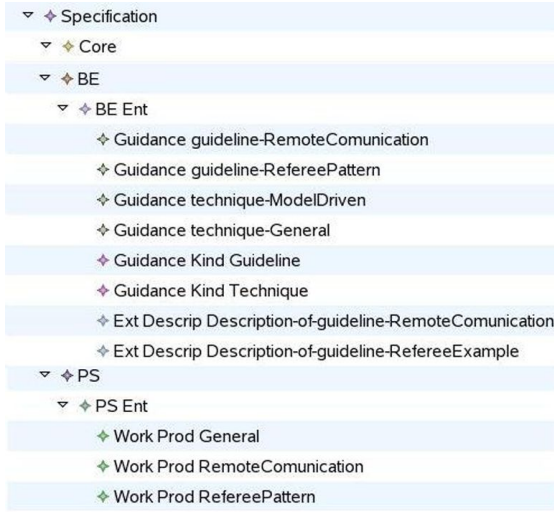 Specification
Core
BE
BE Ent
Guidance guideline-RemoteComunication
Guidance guideline-RefereePattern
Guidance technique-ModelDriven
Guidance technique-General
Guidance Kind Guideline
Guidance Kind Technique
Ext Descrip Description-of-guideline-RemoteComunication
Ext Descrip Description-of-guideline-RefereeExample
PS
PS Ent
Work Prod General
Work Prod RemoteComunication
Work Prod RefereePattern